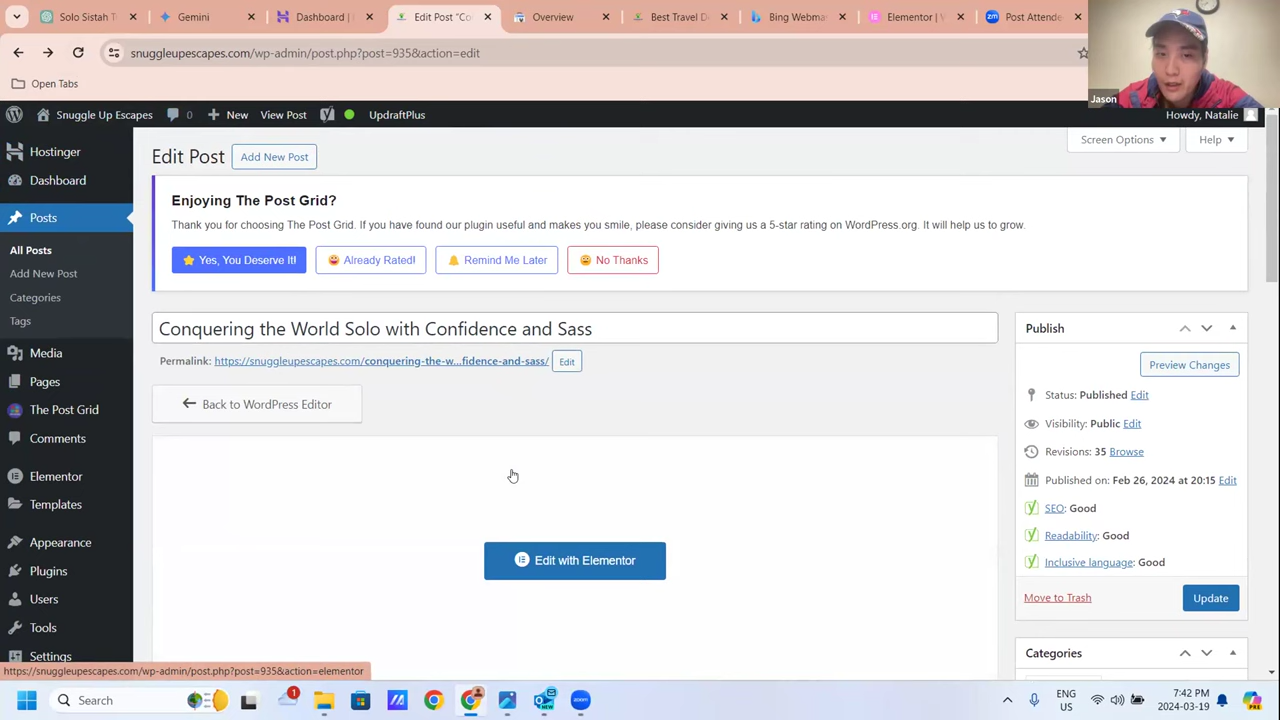 Solo Sistah T
Gemini
Dashboard |
Edit Post "Co
Overview
Best Travel D
Bing Webma
Elementor | V
Post Attende
snuggleupescapes.com/wp-admin/post.php?post=935&action=edit
Open Tabs
Jason
Snuggle Up Escapes
0
New
View Post
UpdraftPlus
Howdy, Natalie
Hostinger
Dashboard
Posts
All Posts
Add New Post
Categories
Tags
Media
Pages
The Post Grid
Comments
Elementor
Templates
Appearance
Plugins
Users
Tools
Settings
Screen Options
Help
Edit Post
Add New Post
Enjoying The Post Grid?
Thank you for choosing The Post Grid. If you have found our plugin useful and makes you smile, please consider giving us a 5-star rating on WordPress.org. It will help us to grow.
Yes, You Deserve It!
Already Rated!
Remind Me Later
No Thanks
Conquering the World Solo with Confidence and Sass
Permalink: https://snuggleupescapes.com/conquering-the-w...fidence-and-sass/ Edit
Back to WordPress Editor
Edit with Elementor
Publish
Preview Changes
Status: Published Edit
Visibility: Public Edit
Revisions: 35 Browse
Published on: Feb 26, 2024 at 20:15 Edit
SEO: Good
Readability: Good
Inclusive language: Good
Move to Trash
Update
Categories
https://snuggleupescapes.com/wp-admin/post.php?post=935&action=elementor
Search
1
NEW
zoom
ENG
US
7:42 PM
2024-03-19
PRE